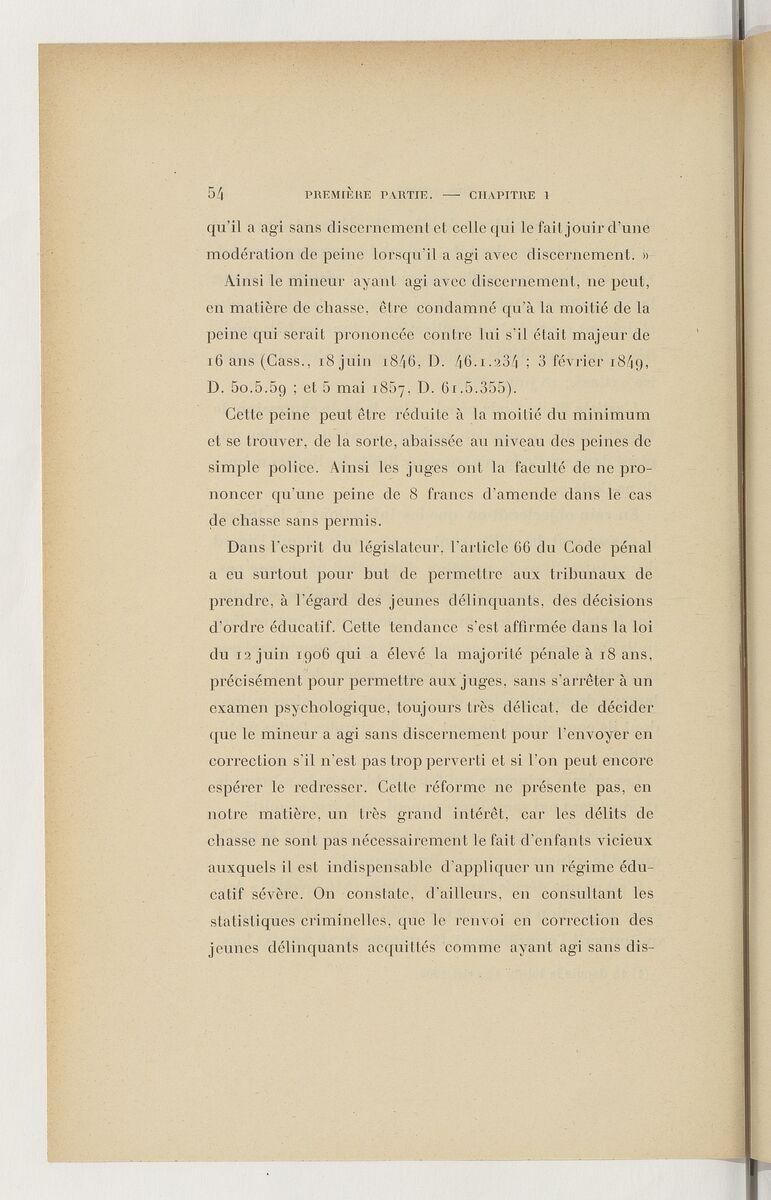 54 PREMIÈRE PARTIE. — CHAPITRE 1
qu'il a agi sans discernement et celle qui le fait jouir d'une
modération de peine lorsqu'il a agi avec discernement. »
Ainsi le mineur ayant agi avec discernement, ne peut,
en matière de chasse, être condamné qu'à la moitié de la
peine qui serait prononcée contre lui s'il était majeur de
16 ans (Cass., 18 juin 1846, D. 46.1.234 ; 3 février 1849,
D. 50.5.59 ; et 5 mai 1857, D. 61.5.355).
Cette peine peut être réduite à la moitié du minimum
et se trouver, de la sorte, abaissée au niveau des peines de
simple police. Ainsi les juges ont la faculté de ne pro-
noncer qu'une peine de 8 francs d'amende dans le cas
de chasse sans permis.
Dans l'esprit du législateur, l'article 66 du Code pénal
a eu surtout pour but de permettre aux tribunaux de
prendre, à l'égard des jeunes délinquants, des décisions
d'ordre éducatif. Cette tendance s'est affirmée dans la loi
du 12 juin 1906 qui a élevé la majorité pénale à 18 ans,
précisément pour permettre aux juges, sans s'arrêter à un
examen psychologique, toujours très délicat, de décider
que le mineur a agi sans discernement pour l'envoyer en
correction s'il n'est pas trop perverti et si l'on peut encore
espérer le redresser. Cette réforme ne présente pas, en
notre matière, un très grand intérêt, car les délits de
chasse ne sont pas nécessairement le fait d'enfants vicieux
auxquels il est indispensable d'appliquer un régime édu-
catif sévère. On constate, d'ailleurs, en consultant les
statistiques criminelles, que le renvoi en correction des
jeunes délinquants acquittés comme ayant agi sans dis-